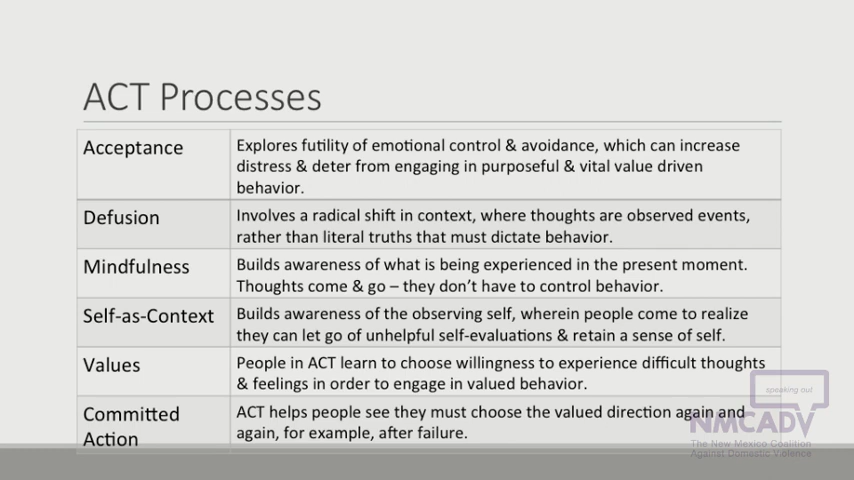 ACT Processes
Acceptance
Explores futility of emotional control & avoidance, which can increase
distress & deter from engaging in purposeful & vital value driven
behavior.
Defusion
Involves a radical shift in context, where thoughts are observed events,
rather than literal truths that must dictate behavior.
Mindfulness
Builds awareness of what is being experienced in the present moment.
Thoughts come & go – they don't have to control behavior.
Self-as-Context
Builds awareness of the observing self, wherein people come to realize
they can let go of unhelpful self-evaluations & retain a sense of self.
Values
People in ACT learn to choose willingness to experience difficult thoughts
& feelings in order to engage in valued behavior.
Committed
Action
ACT helps people see they must choose the valued direction again and
again, for example, after failure.
speaking out
NMCADV
The New Mexico Coalition
Against Domestic Violence